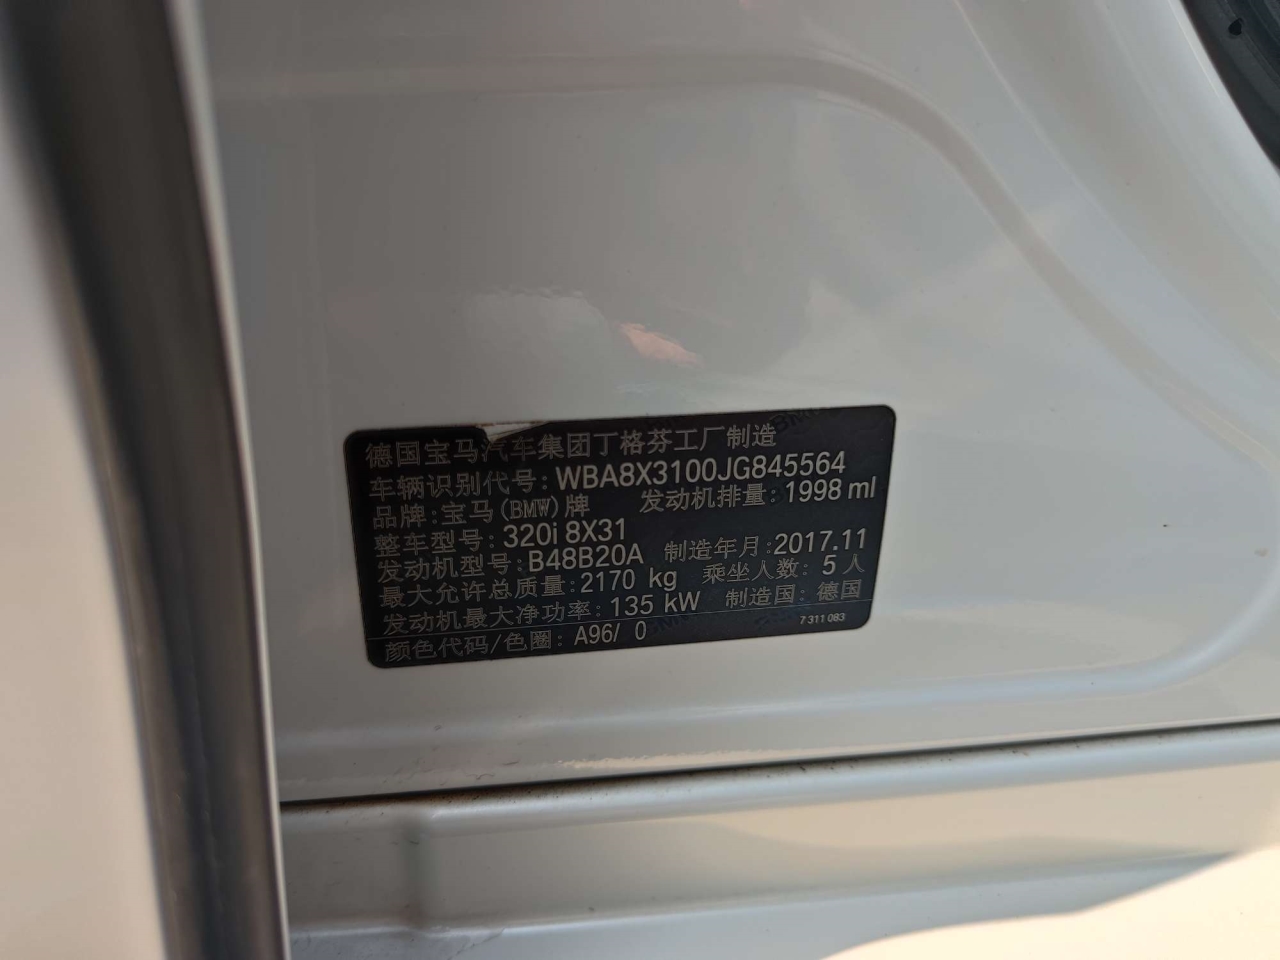 德国宝马汽车集团丁格芬工厂制造
车辆识别代号: WBA8X3100JG845564
品牌: 宝马(BMW)牌 发动机排量: 1998 ml
整车型号: 320i 8X31
发动机型号: B48B20A 制造年月: 2017.11
最大允许总质量: 2170 kg 乘坐人数: 5人
发动机最大净功率: 135 kW 制造国: 德国
颜色代码/色圈: A96/ 0 7 311 083